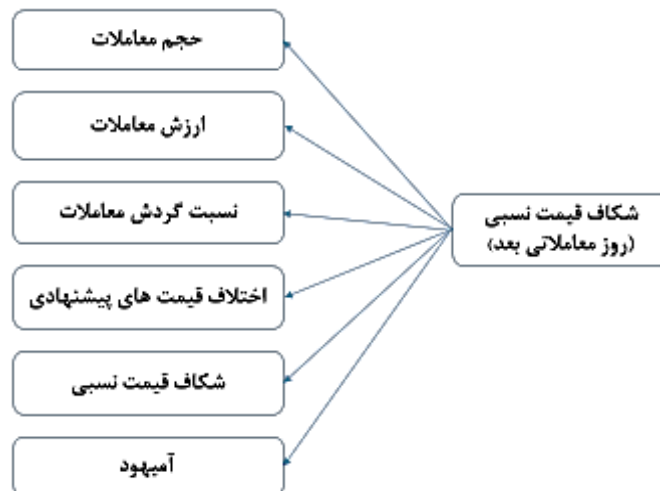 حجم معاملات
ارزش معاملات
نسبت گردش معاملات
اختلاف قیمت های پیشنهادی
شکاف قیمت نسبی
آمیهود
شکاف قیمت نسبی
(روز معاملاتی بعد)